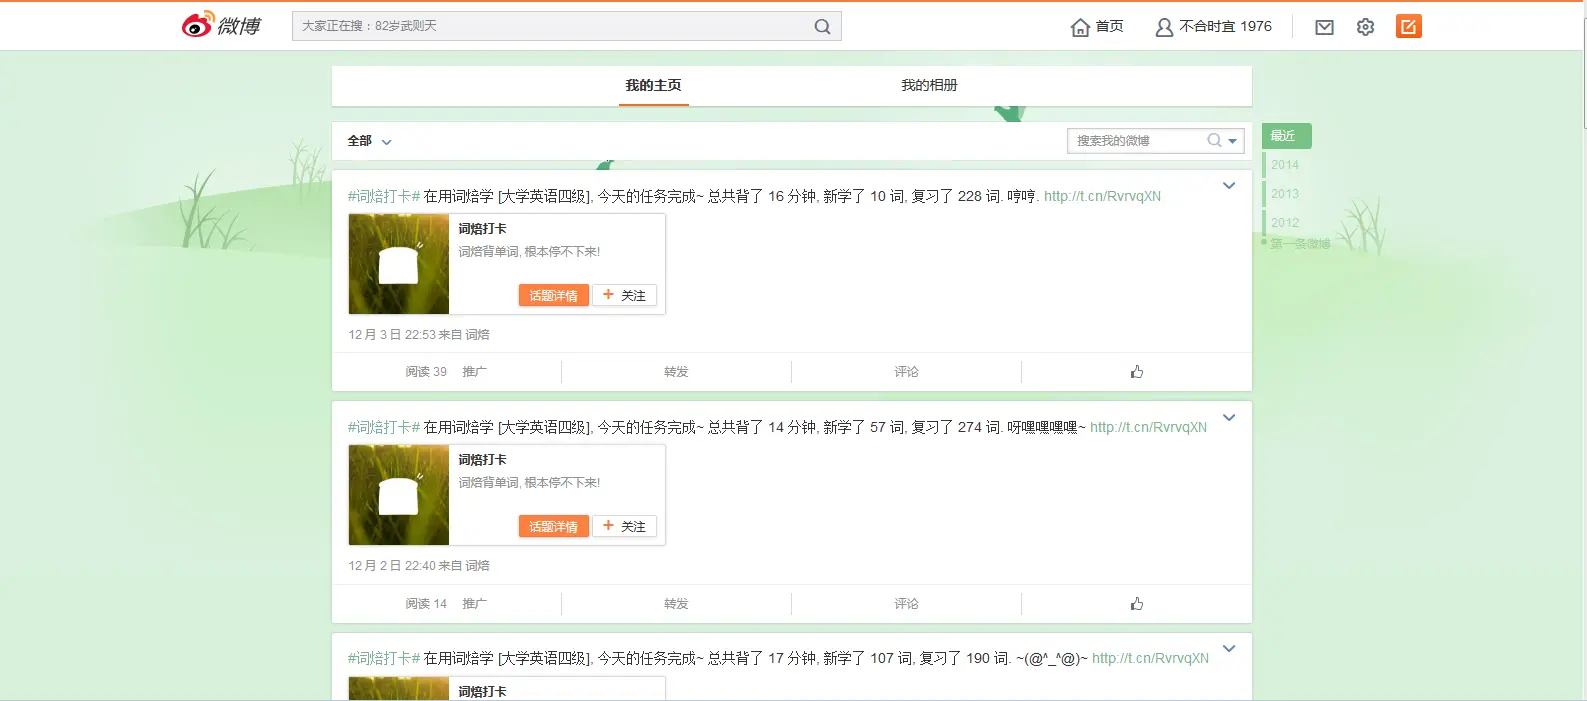 微博
大家正在搜：82岁武则天
首页
不合时宜 1976
我的主页
我的相册
全部
搜索我的微博
最近
2014
2013
2012
第一条微博
#词焙打卡# 在用词焙学 [大学英语四级], 今天的任务完成~ 总共背了 16 分钟, 新学了 10 词, 复习了 228 词. 哼哼. http://t.cn/RvrvqXN
词焙打卡
词焙背单词, 根本停不下来!
话题详情
+ 关注
12 月 3 日 22:53 来自 词焙
阅读 39 推广
转发
评论
#词焙打卡# 在用词焙学 [大学英语四级], 今天的任务完成~ 总共背了 14 分钟, 新学了 57 词, 复习了 274 词. 呀嘿嘿嘿嘿~ http://t.cn/RvrvqXN
词焙打卡
词焙背单词, 根本停不下来!
话题详情
+ 关注
12 月 2 日 22:40 来自 词焙
阅读 14 推广
转发
评论
#词焙打卡# 在用词焙学 [大学英语四级], 今天的任务完成~ 总共背了 17 分钟, 新学了 107 词, 复习了 190 词. ~(@^_^@)~ http://t.cn/RvrvqXN
词焙打卡